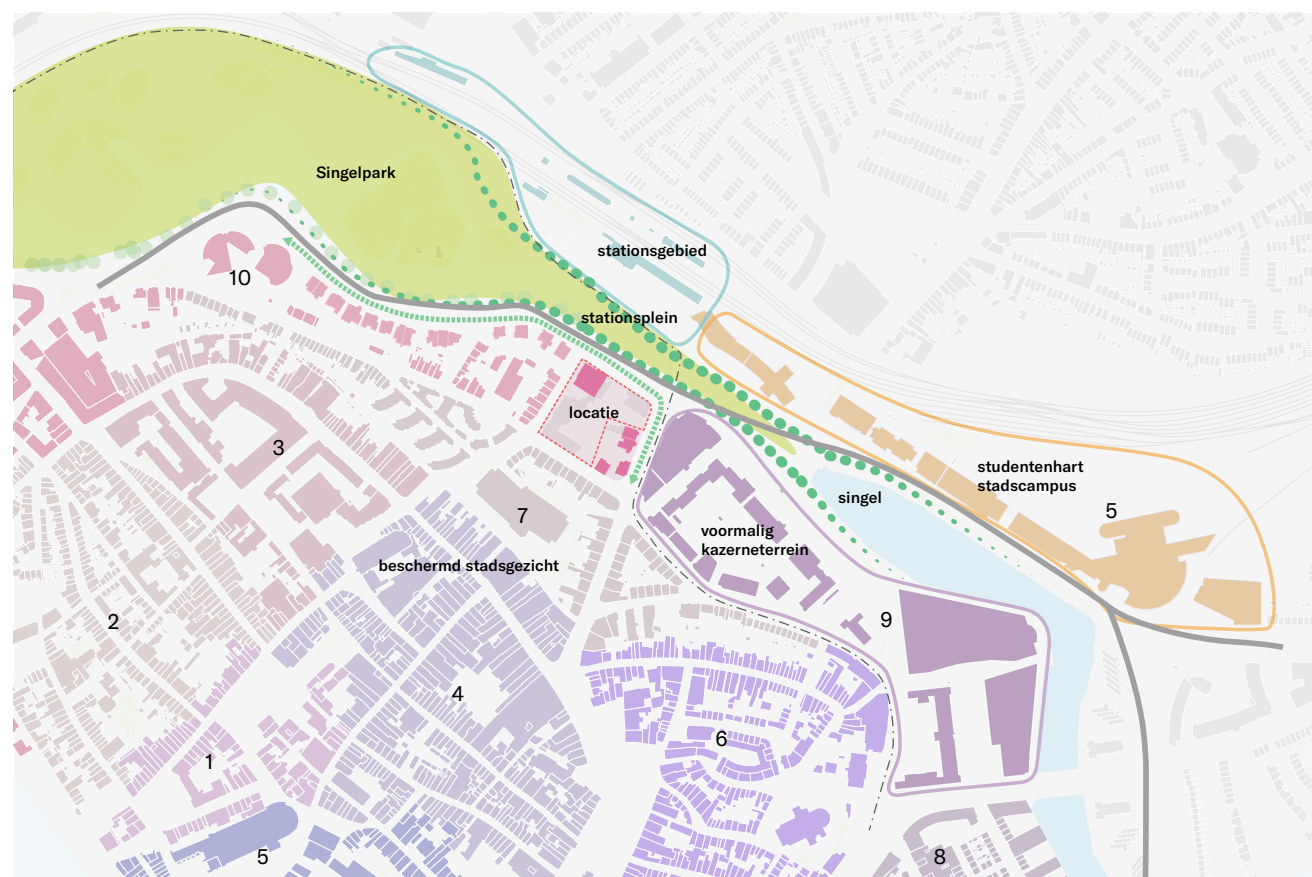 Singelpark
stationsgebied
10
stationsplein
locatie
3
studentenhart
stadscampus
singel
5
7
voormalig
kazerneterrein
beschermd stadsgezicht
2
9
4
6
1
5
8